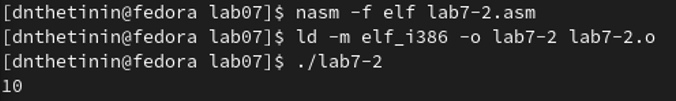 [dnthetinin@fedora lab07]$ nasm -f elf lab7-2.asm
[dnthetinin@fedora lab07]$ ld -m elf_i386 -o lab7-2 lab7-2.o
[dnthetinin@fedora lab07]$ ./lab7-2
10